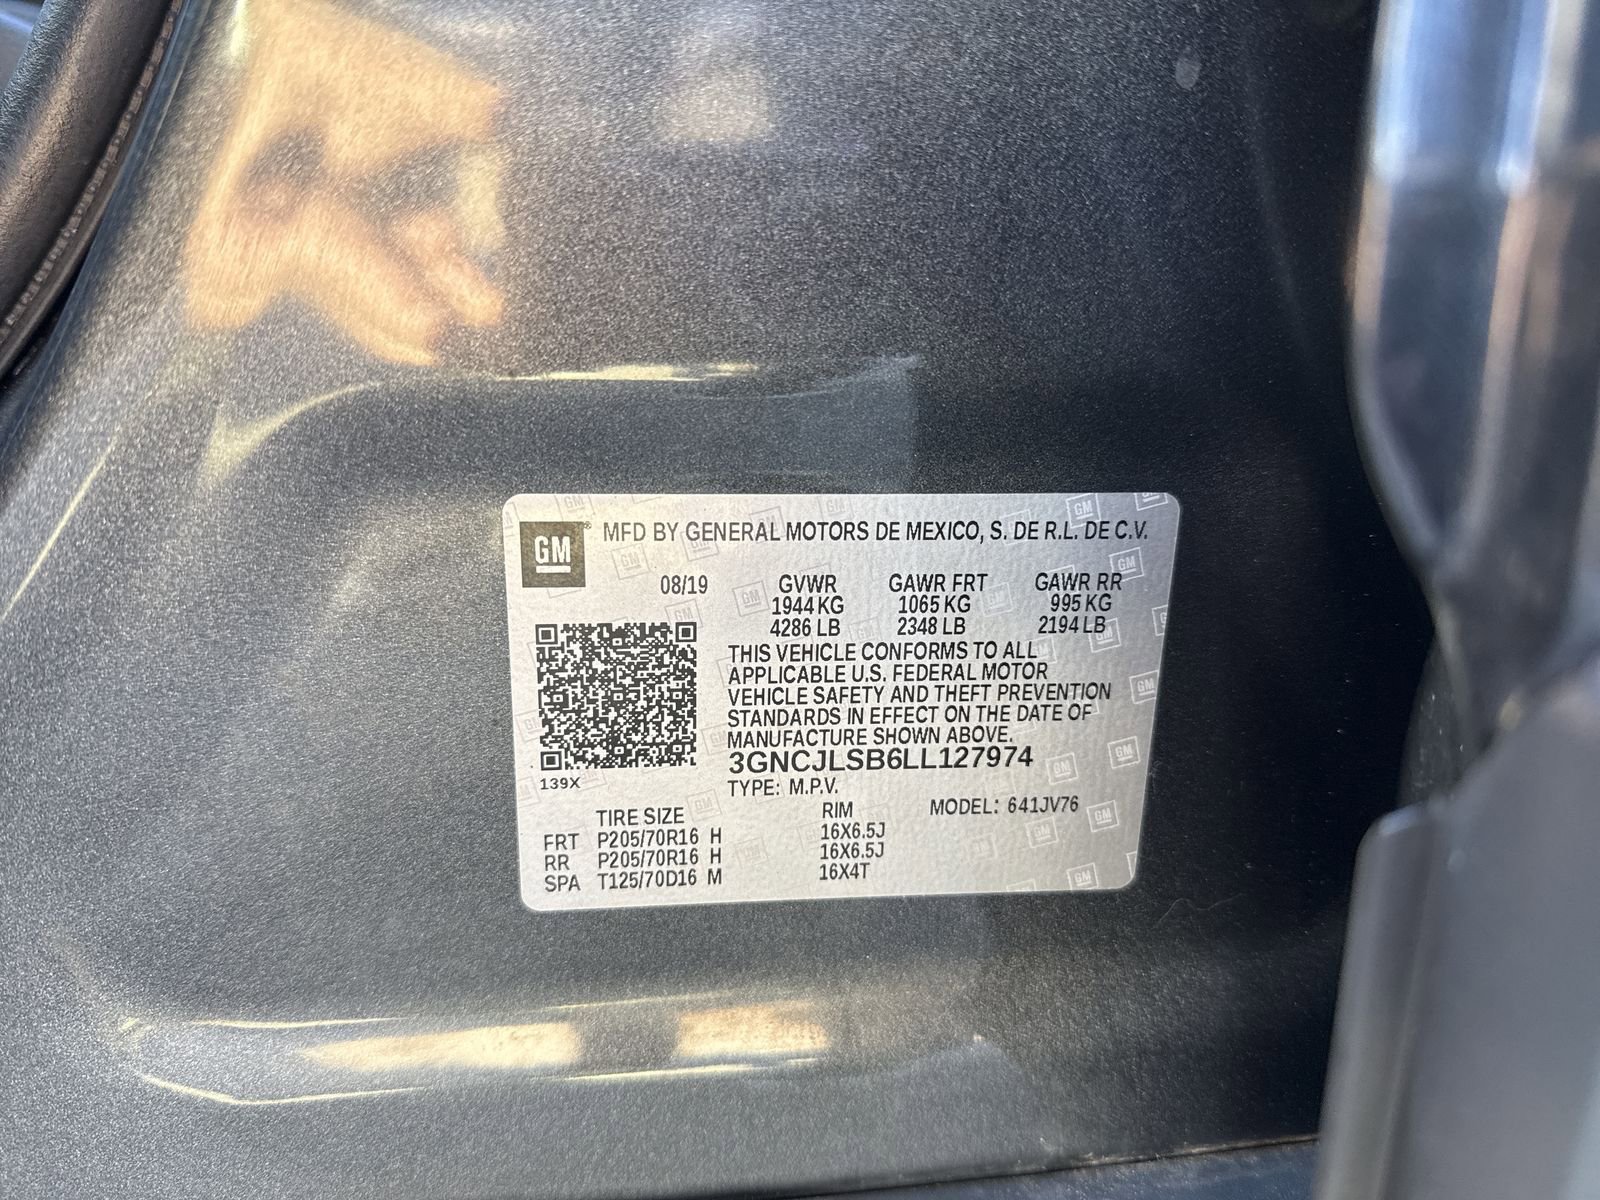 GM MFD BY GENERAL MOTORS DE MEXICO, S. DE R.L. DE C.V.
08/19 GVWR GAWR FRT GAWR RR
1944 KG 1065 KG 995 KG
4286 LB 2348 LB 2194 LB
THIS VEHICLE CONFORMS TO ALL
APPLICABLE U.S. FEDERAL MOTOR
VEHICLE SAFETY AND THEFT PREVENTION
STANDARDS IN EFFECT ON THE DATE OF
MANUFACTURE SHOWN ABOVE.
3GNCJLSB6LL127974
139X TYPE: M.P.V.
TIRE SIZE RIM MODEL: 641JV76
FRT P205/70R16 H 16X6.5J
RR P205/70R16 H 16X6.5J
SPA T125/70D16 M 16X4T